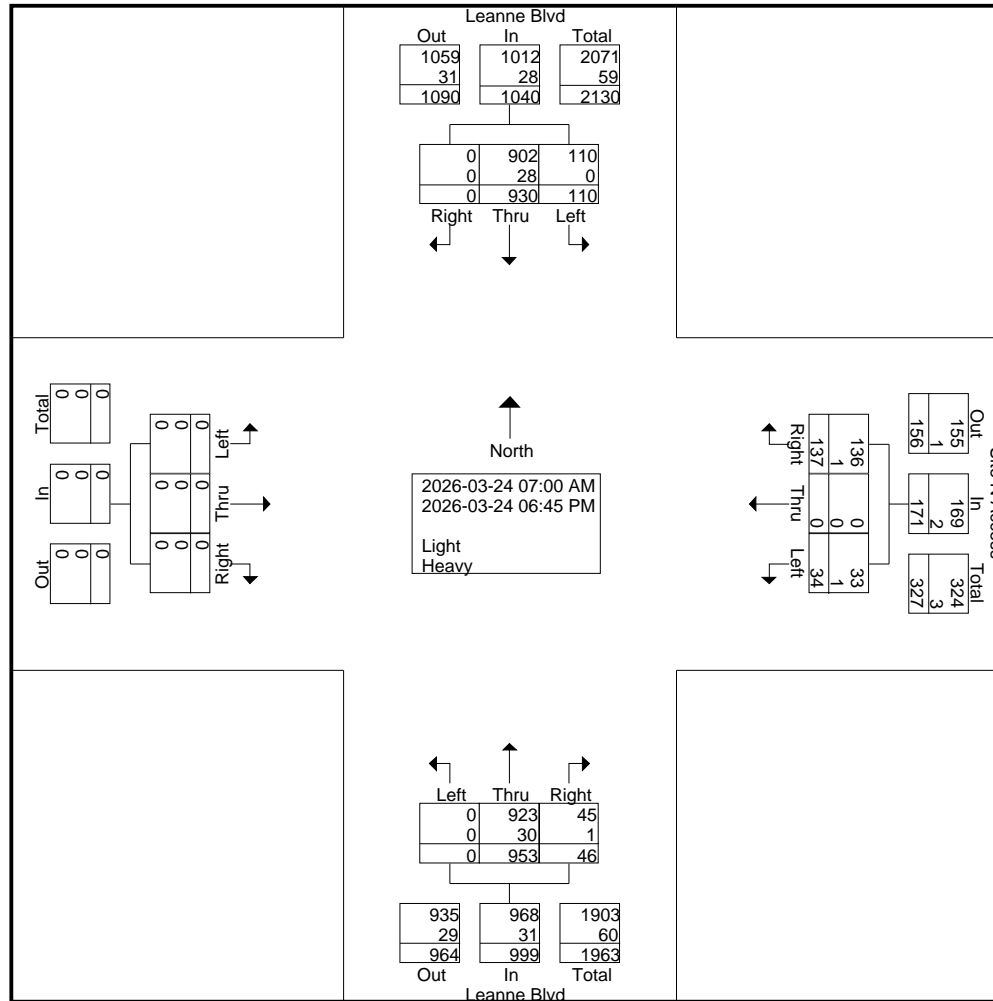 Leanne Blvd
Out In Total
1059 1012 2071
31 28 59
1090 1040 2130
0 902 110
0 28 0
0 930 110
Right Thru Left
Total
0
0
0
In
0
0
0
Out
0
0
0
Left
0
0
0
Thru
0
0
0
Right
0
0
0
North
2026-03-24 07:00 AM
2026-03-24 06:45 PM
Light
Heavy
Right
136
1
137
Thru
0
0
0
Left
33
1
34
Out
155
1
156
In
169
2
171
Total
324
3
327
Left Thru Right
0 923 45
0 30 1
0 953 46
935 968 1903
29 31 60
964 999 1963
Out In Total
Leanne Blvd